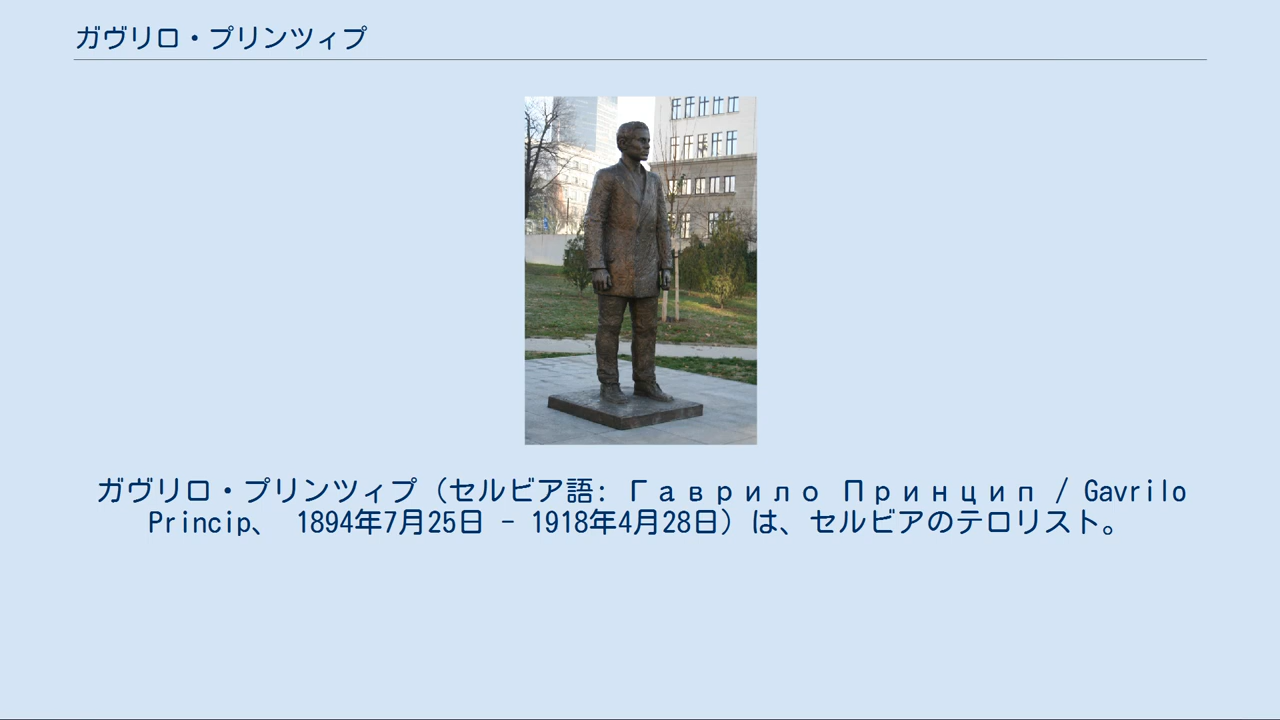 ガヴリロ・プリンツィプ
ガヴリロ・プリンツィプ（セルビア語: Гаврило Принцип / Gavrilo
Princip、 1894年7月25日 - 1918年4月28日）は、セルビアのテロリスト。